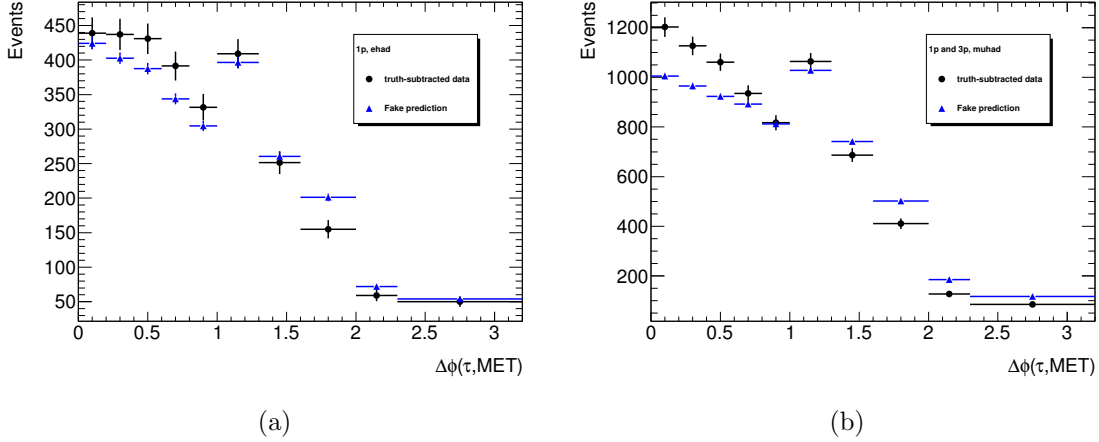 Events
450
400
350
300
250
200
150
100
50
1p, ehad
truth-subtracted data
Fake prediction
0 0.5 1 1.5 2 2.5 3
Δϕ(τ,MET)
(a)
Events
1200
1000
800
600
400
200
1p and 3p, muhad
truth-subtracted data
Fake prediction
0 0.5 1 1.5 2 2.5 3
Δϕ(τ,MET)
(b)